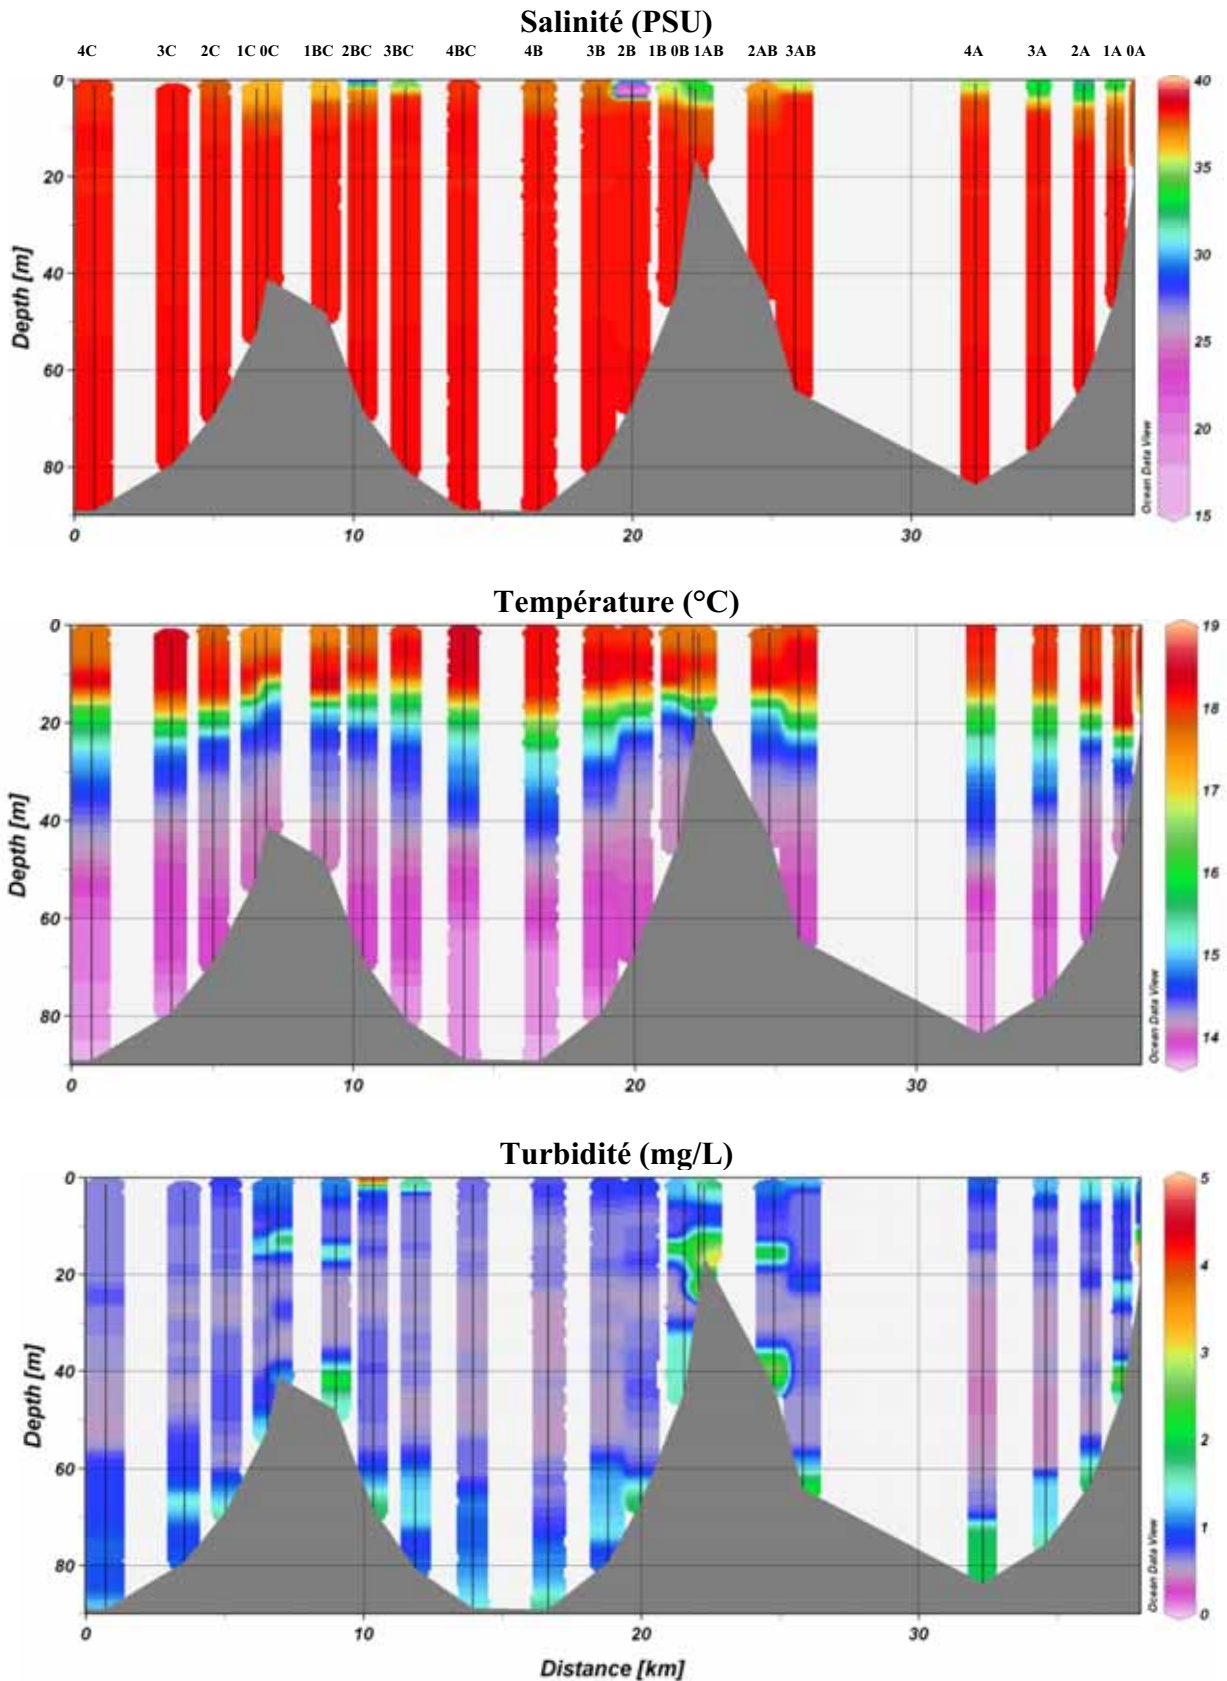 Salinité (PSU)
4C 3C 2C 1C 0C 1BC 2BC 3BC 4BC 4B 3B 2B 1B 0B 1AB 2AB 3AB 4A 3A 2A 1A 0A
0
20
40
60
80
Depth [m]
0 10 20 30
Ocean Data View
40
35
30
25
20
15
Température (°C)
0
20
40
60
80
Depth [m]
0 10 20 30
Ocean Data View
19
18
17
16
15
14
Turbidité (mg/L)
0
20
40
60
80
Depth [m]
0 10 20 30
Distance [km]
Ocean Data View
5
4
3
2
1
0